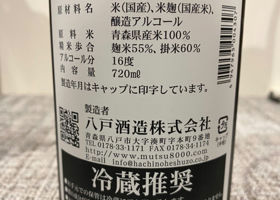 原材料名 米(国産)、米麹(国産米)、
醸造アルコール
原料米 青森県産米100%
精米歩合 麹米55%、掛米60%
アルコール分 16度
内容量 720ml
製造年月はキャップに印字しています。
製造者
八戸酒造株式会社
青森県八戸市大字湊町字本町9番地
TEL 0178-33-1171 FAX 0178-34-1174
http://www.mutsu8000.com
info@hachinoheshuzo.co.jp
冷蔵推奨